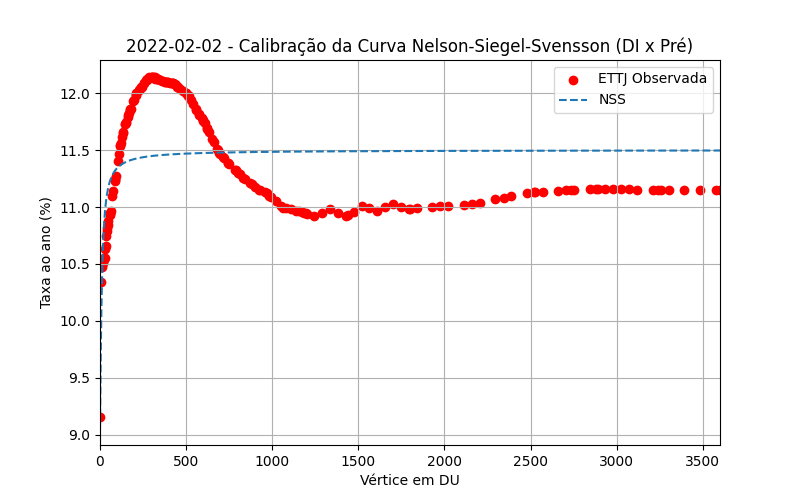 2022-02-02 - Calibração da Curva Nelson-Siegel-Svensson (DI x Pré)
ETTJ Observada
NSS
Taxa ao ano (%)
12.0
11.5
11.0
10.5
10.0
9.5
9.0
0 500 1000 1500 2000 2500 3000 3500
Vértice em DU